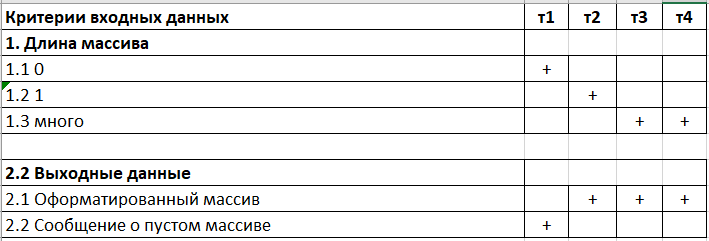 Критерии входных данных т1 т2 т3 т4
1. Длина массива
1.1 0 +
1.2 1 +
1.3 много + +
2.2 Выходные данные
2.1 Оформатированный массив + + +
2.2 Сообщение о пустом массиве +